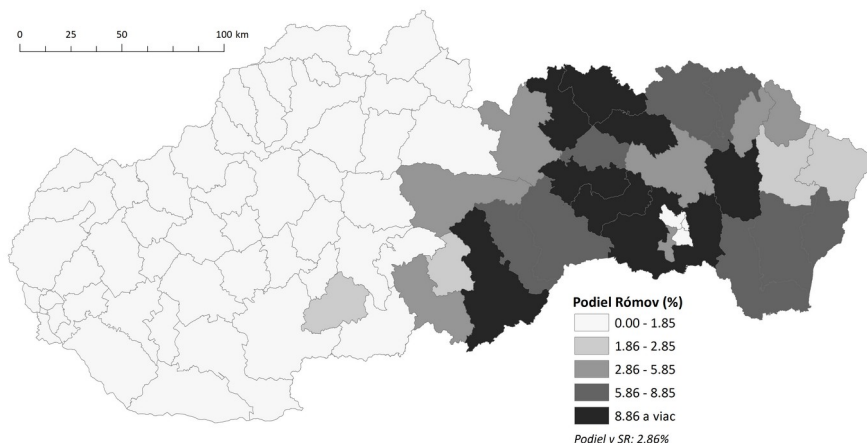 0 25 50 100 km
Podiel Rómov (%)
0.00 - 1.85
1.86 - 2.85
2.86 - 5.85
5.86 - 8.85
8.86 a viac
Podiel v SR: 2.86%